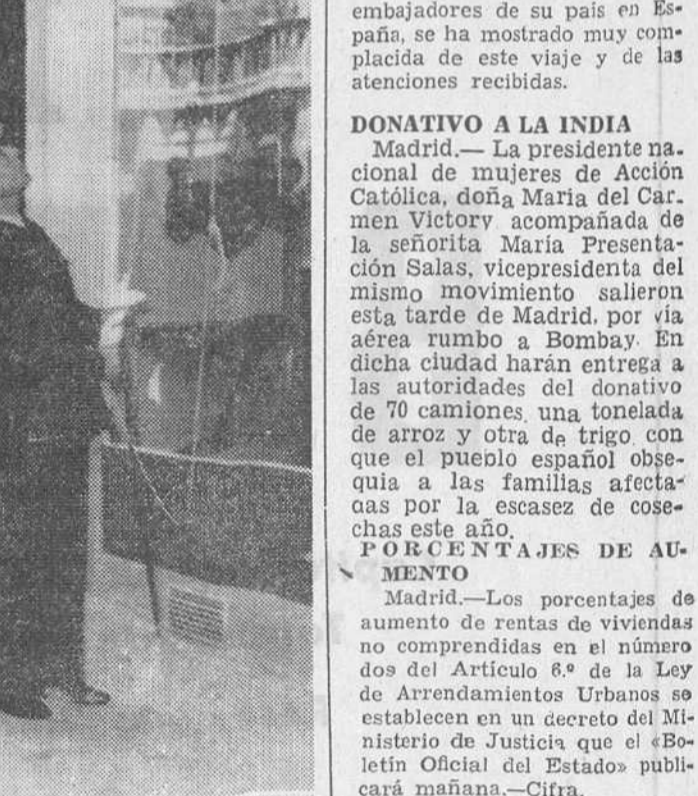 embajadores de su pais en Es-
paña, se ha mostrado muy com-
placida de este viaje y de las
atenciones recibidas.
DONATIVO A LA INDIA
Madrid.— La presidente na-
cional de mujeres de Acción
Católica, doña Maria del Car-
men Victory acompañada de
la señorita María Presenta-
ción Salas, vicepresidenta del
mismo movimiento salieron
esta tarde de Madrid, por vía
aérea rumbo a Bombay. En
dicha ciudad harán entrega a
las autoridades del donativo
de 70 camiones, una tonelada
de arroz y otra de trigo con
que el pueblo español obse-
quia a las familias afecta-
das por la escasez de cose-
chas este año.
PORCENTAJES DE AU-
MENTO
Madrid.—Los porcentajes de
aumento de rentas de viviendas
no comprendidas en el número
dos del Artículo 6.º de la Ley
de Arrendamientos Urbanos se
establecen en un decreto del Mi-
nisterio de Justicia que el «Bo-
letín Oficial del Estado» publi-
cará mañana.—Cifra.